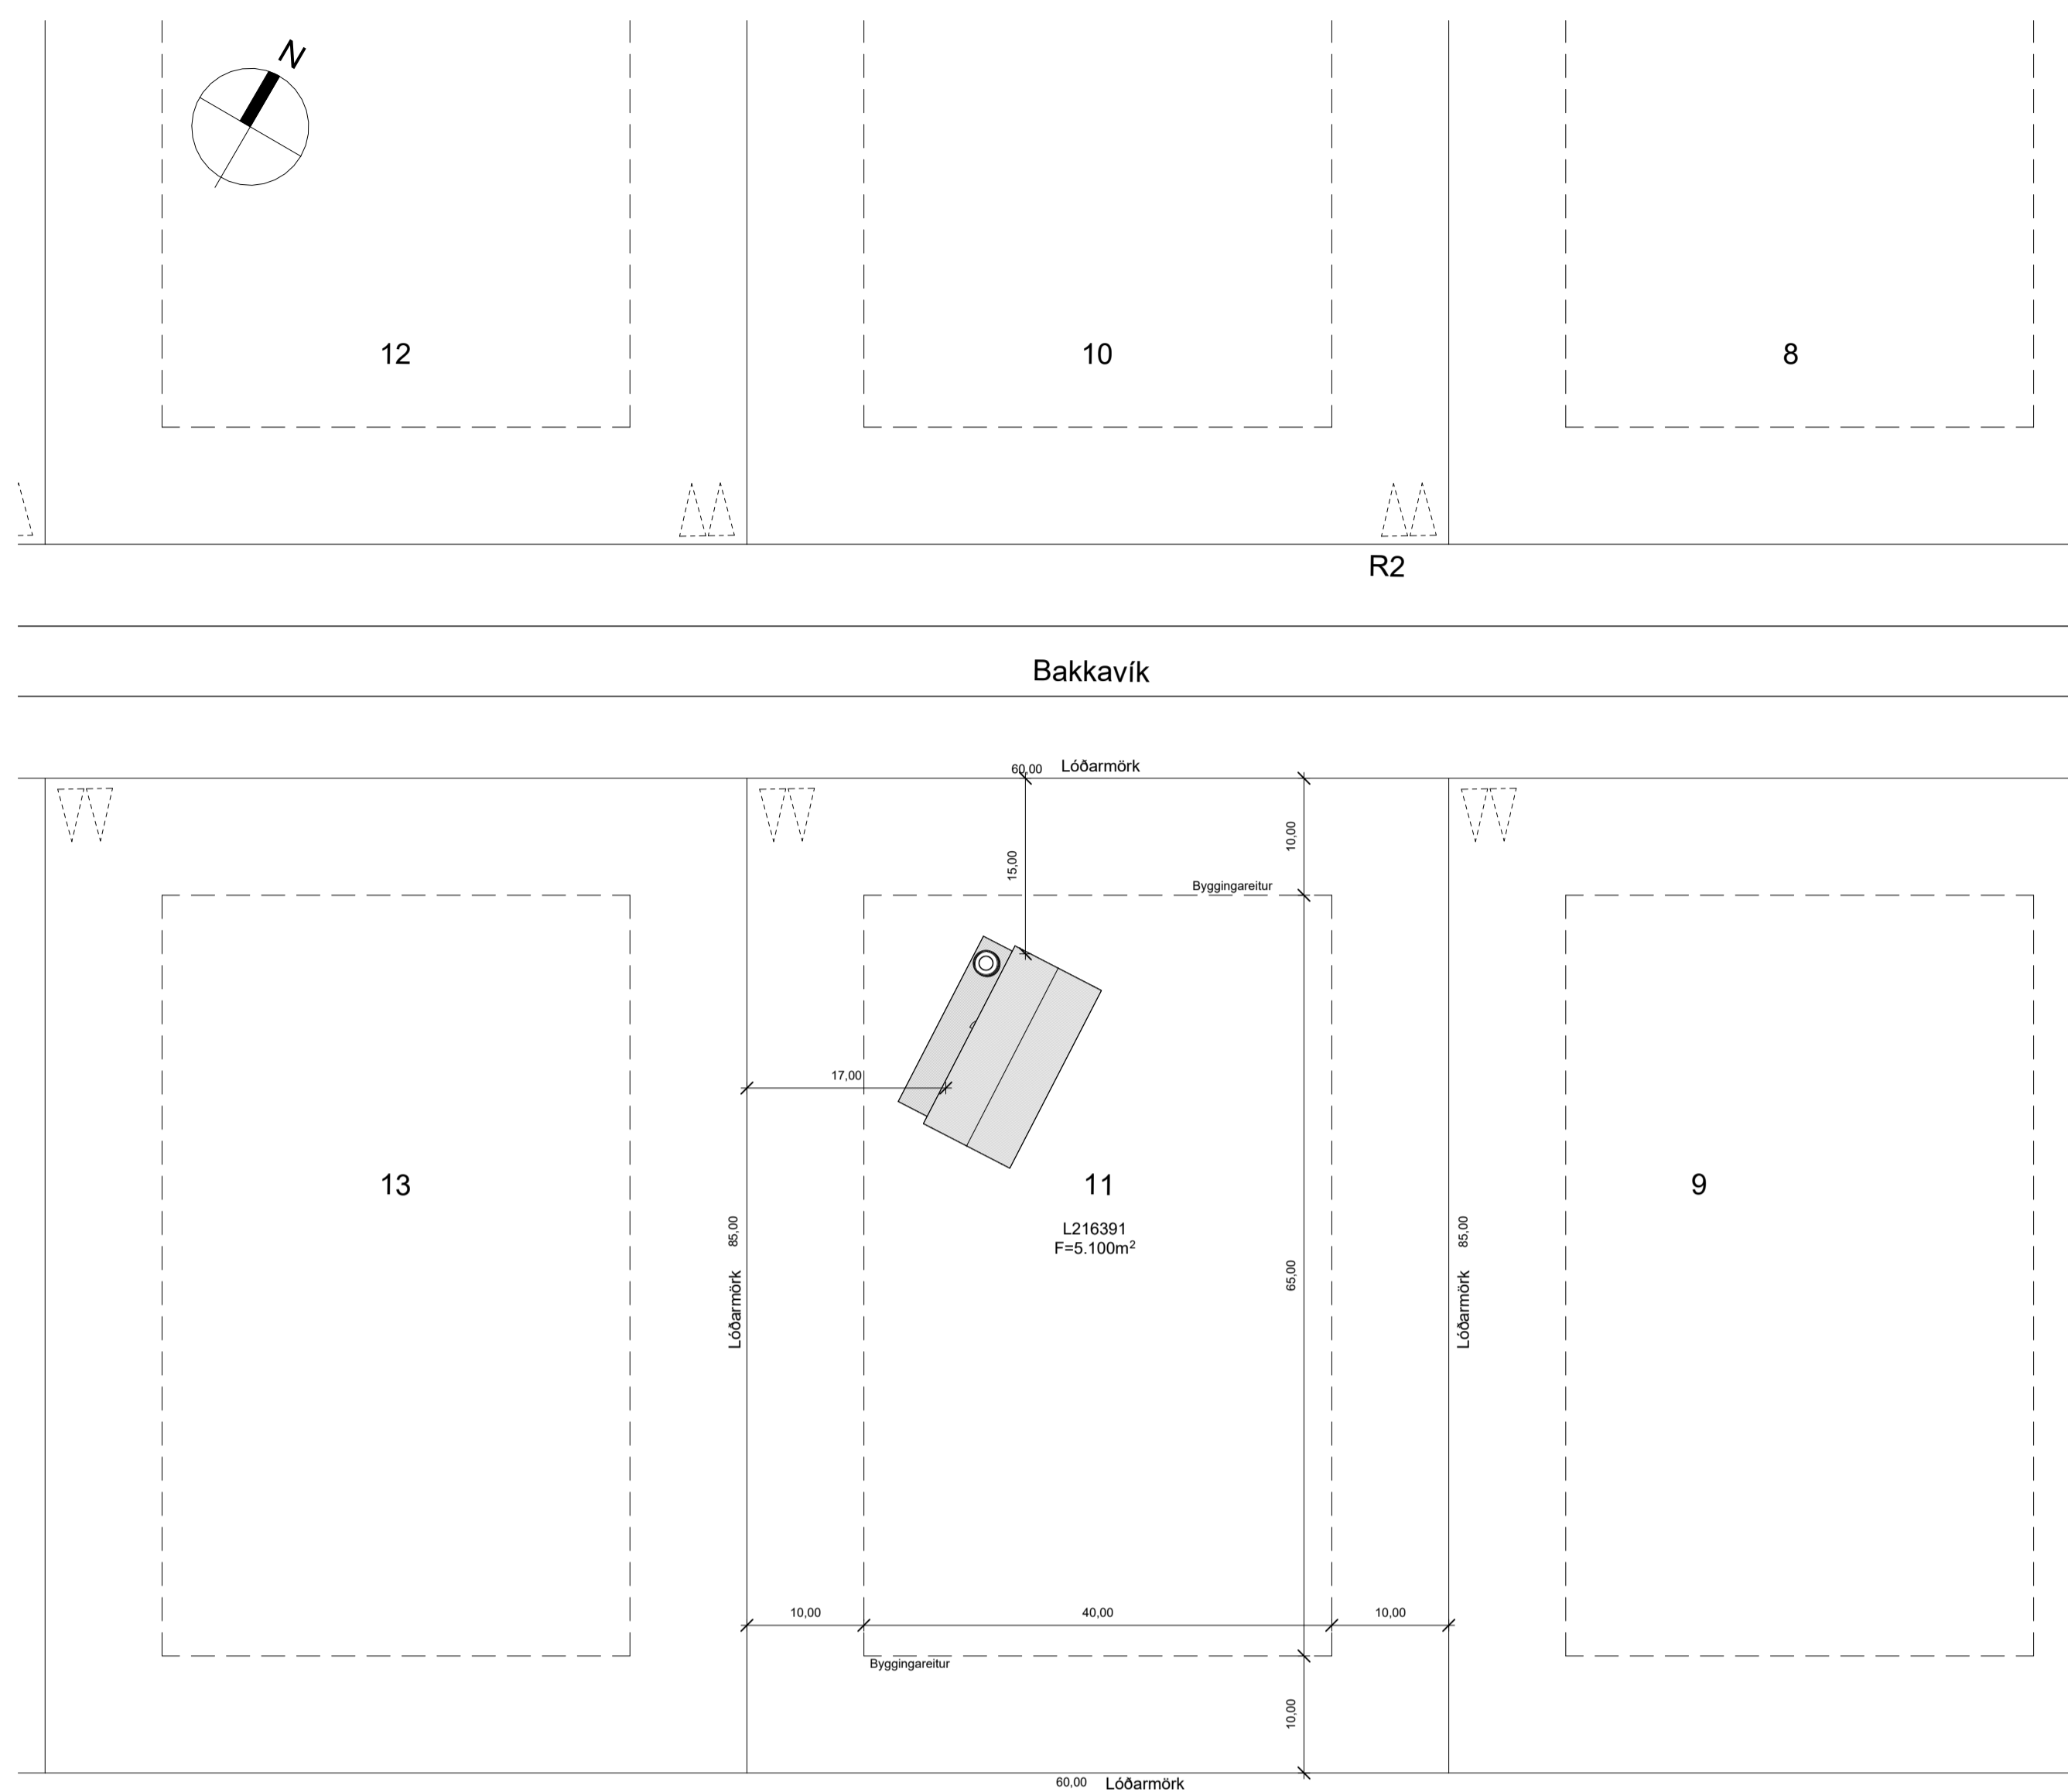 N
12
10
8
R2
Bakkavík
60,00 Lóðarmörk
10,00
15,00
Byggingareitur
17,00
13
11
9
L216391
F=5.100m²
Lóðarmörk 85,00
65,00
Lóðarmörk 85,00
10,00
40,00
10,00
Byggingareitur
10,00
60,00 Lóðarmörk